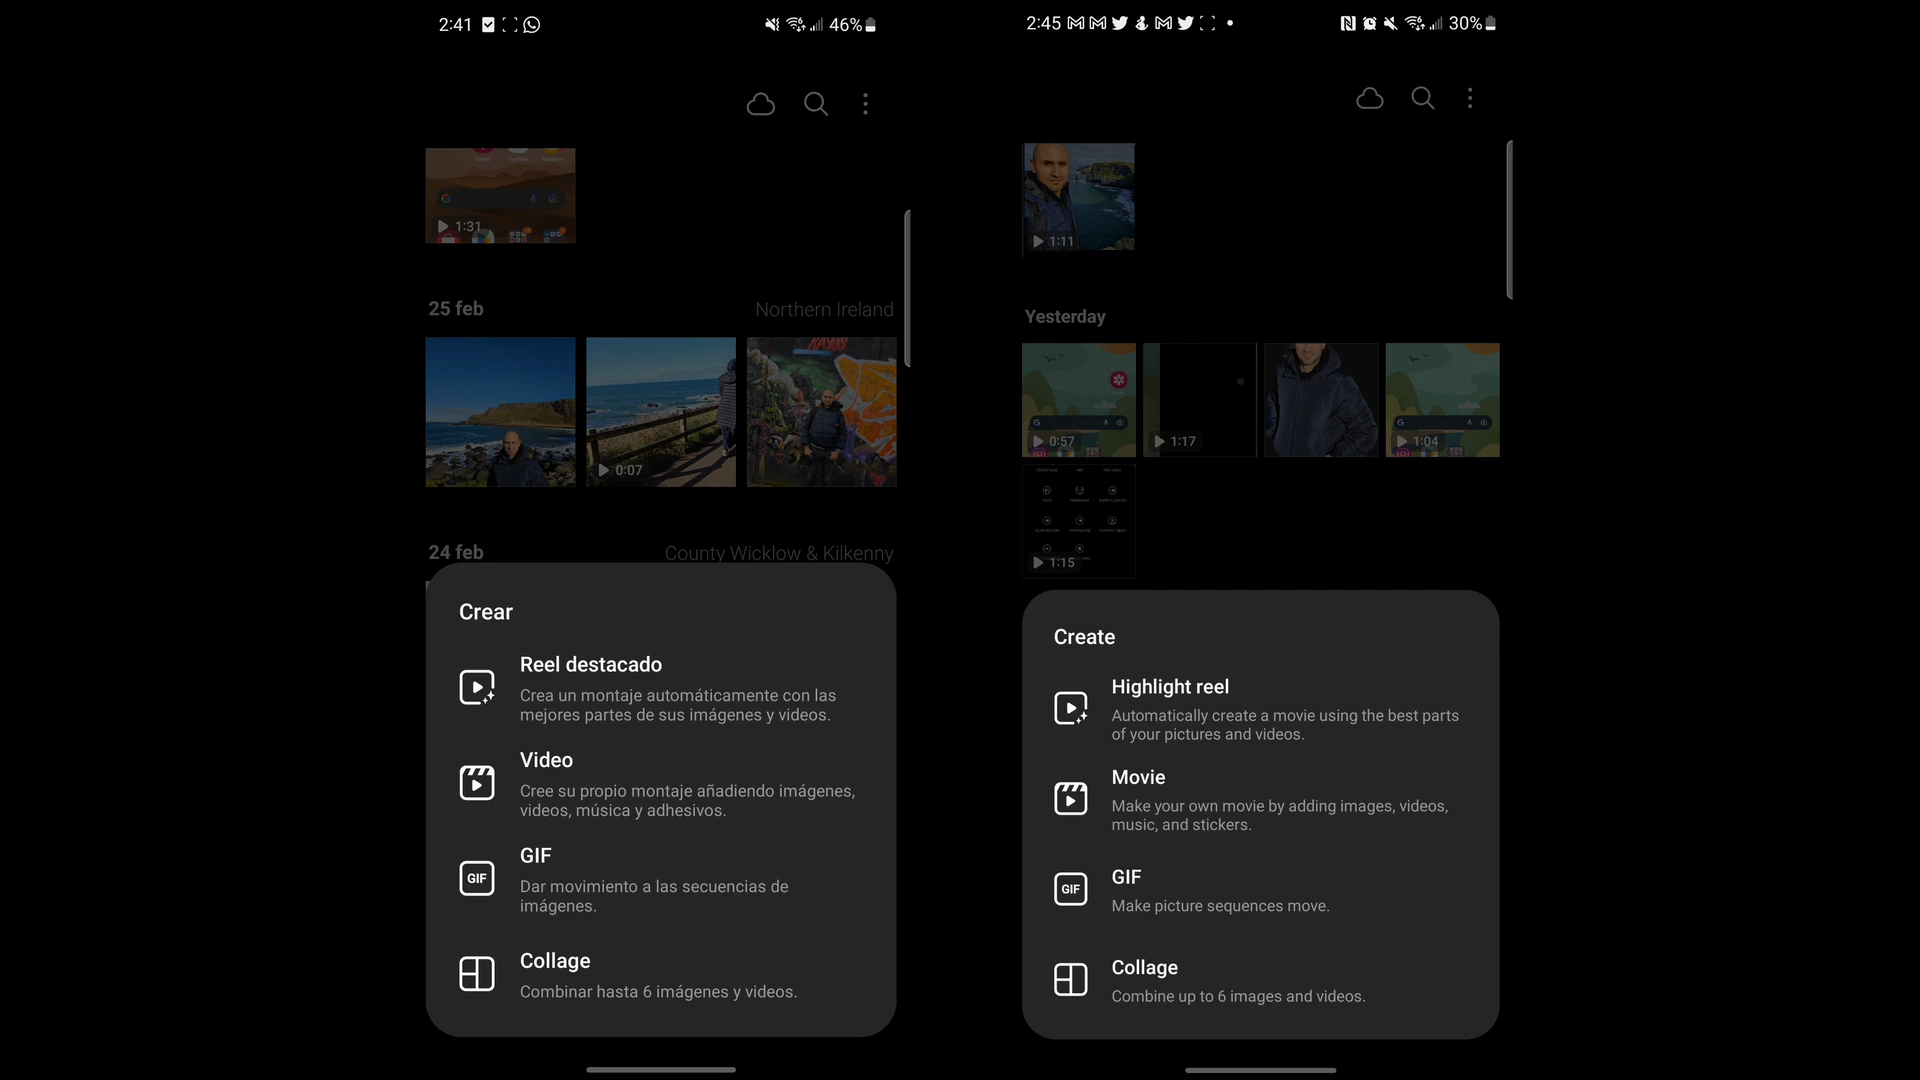 2:41
46%
1:31
25 feb
Northern Ireland
0:07
24 feb
County Wicklow & Kilkenny
Crear
Reel destacado
Crea un montaje automáticamente con las
mejores partes de sus imágenes y videos.
Video
Cree su propio montaje añadiendo imágenes,
videos, música y adhesivos.
GIF
GIF
Dar movimiento a las secuencias de
imágenes.
Collage
Combinar hasta 6 imágenes y videos.
2:45
30%
1:11
Yesterday
0:57
1:17
1:04
1:15
Create
Highlight reel
Automatically create a movie using the best parts
of your pictures and videos.
Movie
Make your own movie by adding images, videos,
music, and stickers.
GIF
GIF
Make picture sequences move.
Collage
Combine up to 6 images and videos.